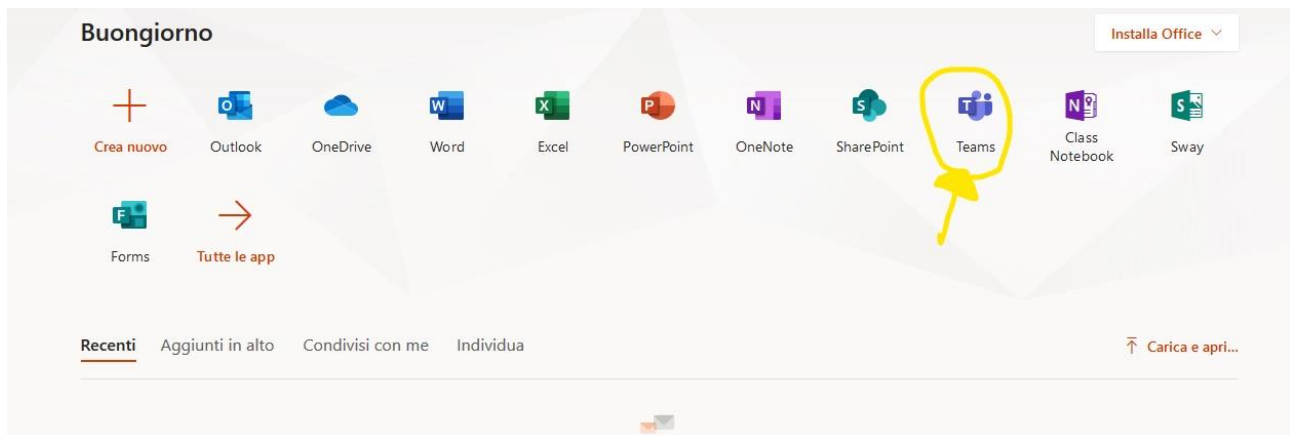 Buongiorno
Installa Office
Crea nuovo
Outlook
OneDrive
Word
Excel
PowerPoint
OneNote
SharePoint
Teams
Class
Notebook
Sway
Forms
Tutte le app
Recenti Aggiunti in alto Condivisi con me Individua
Carica e apri...